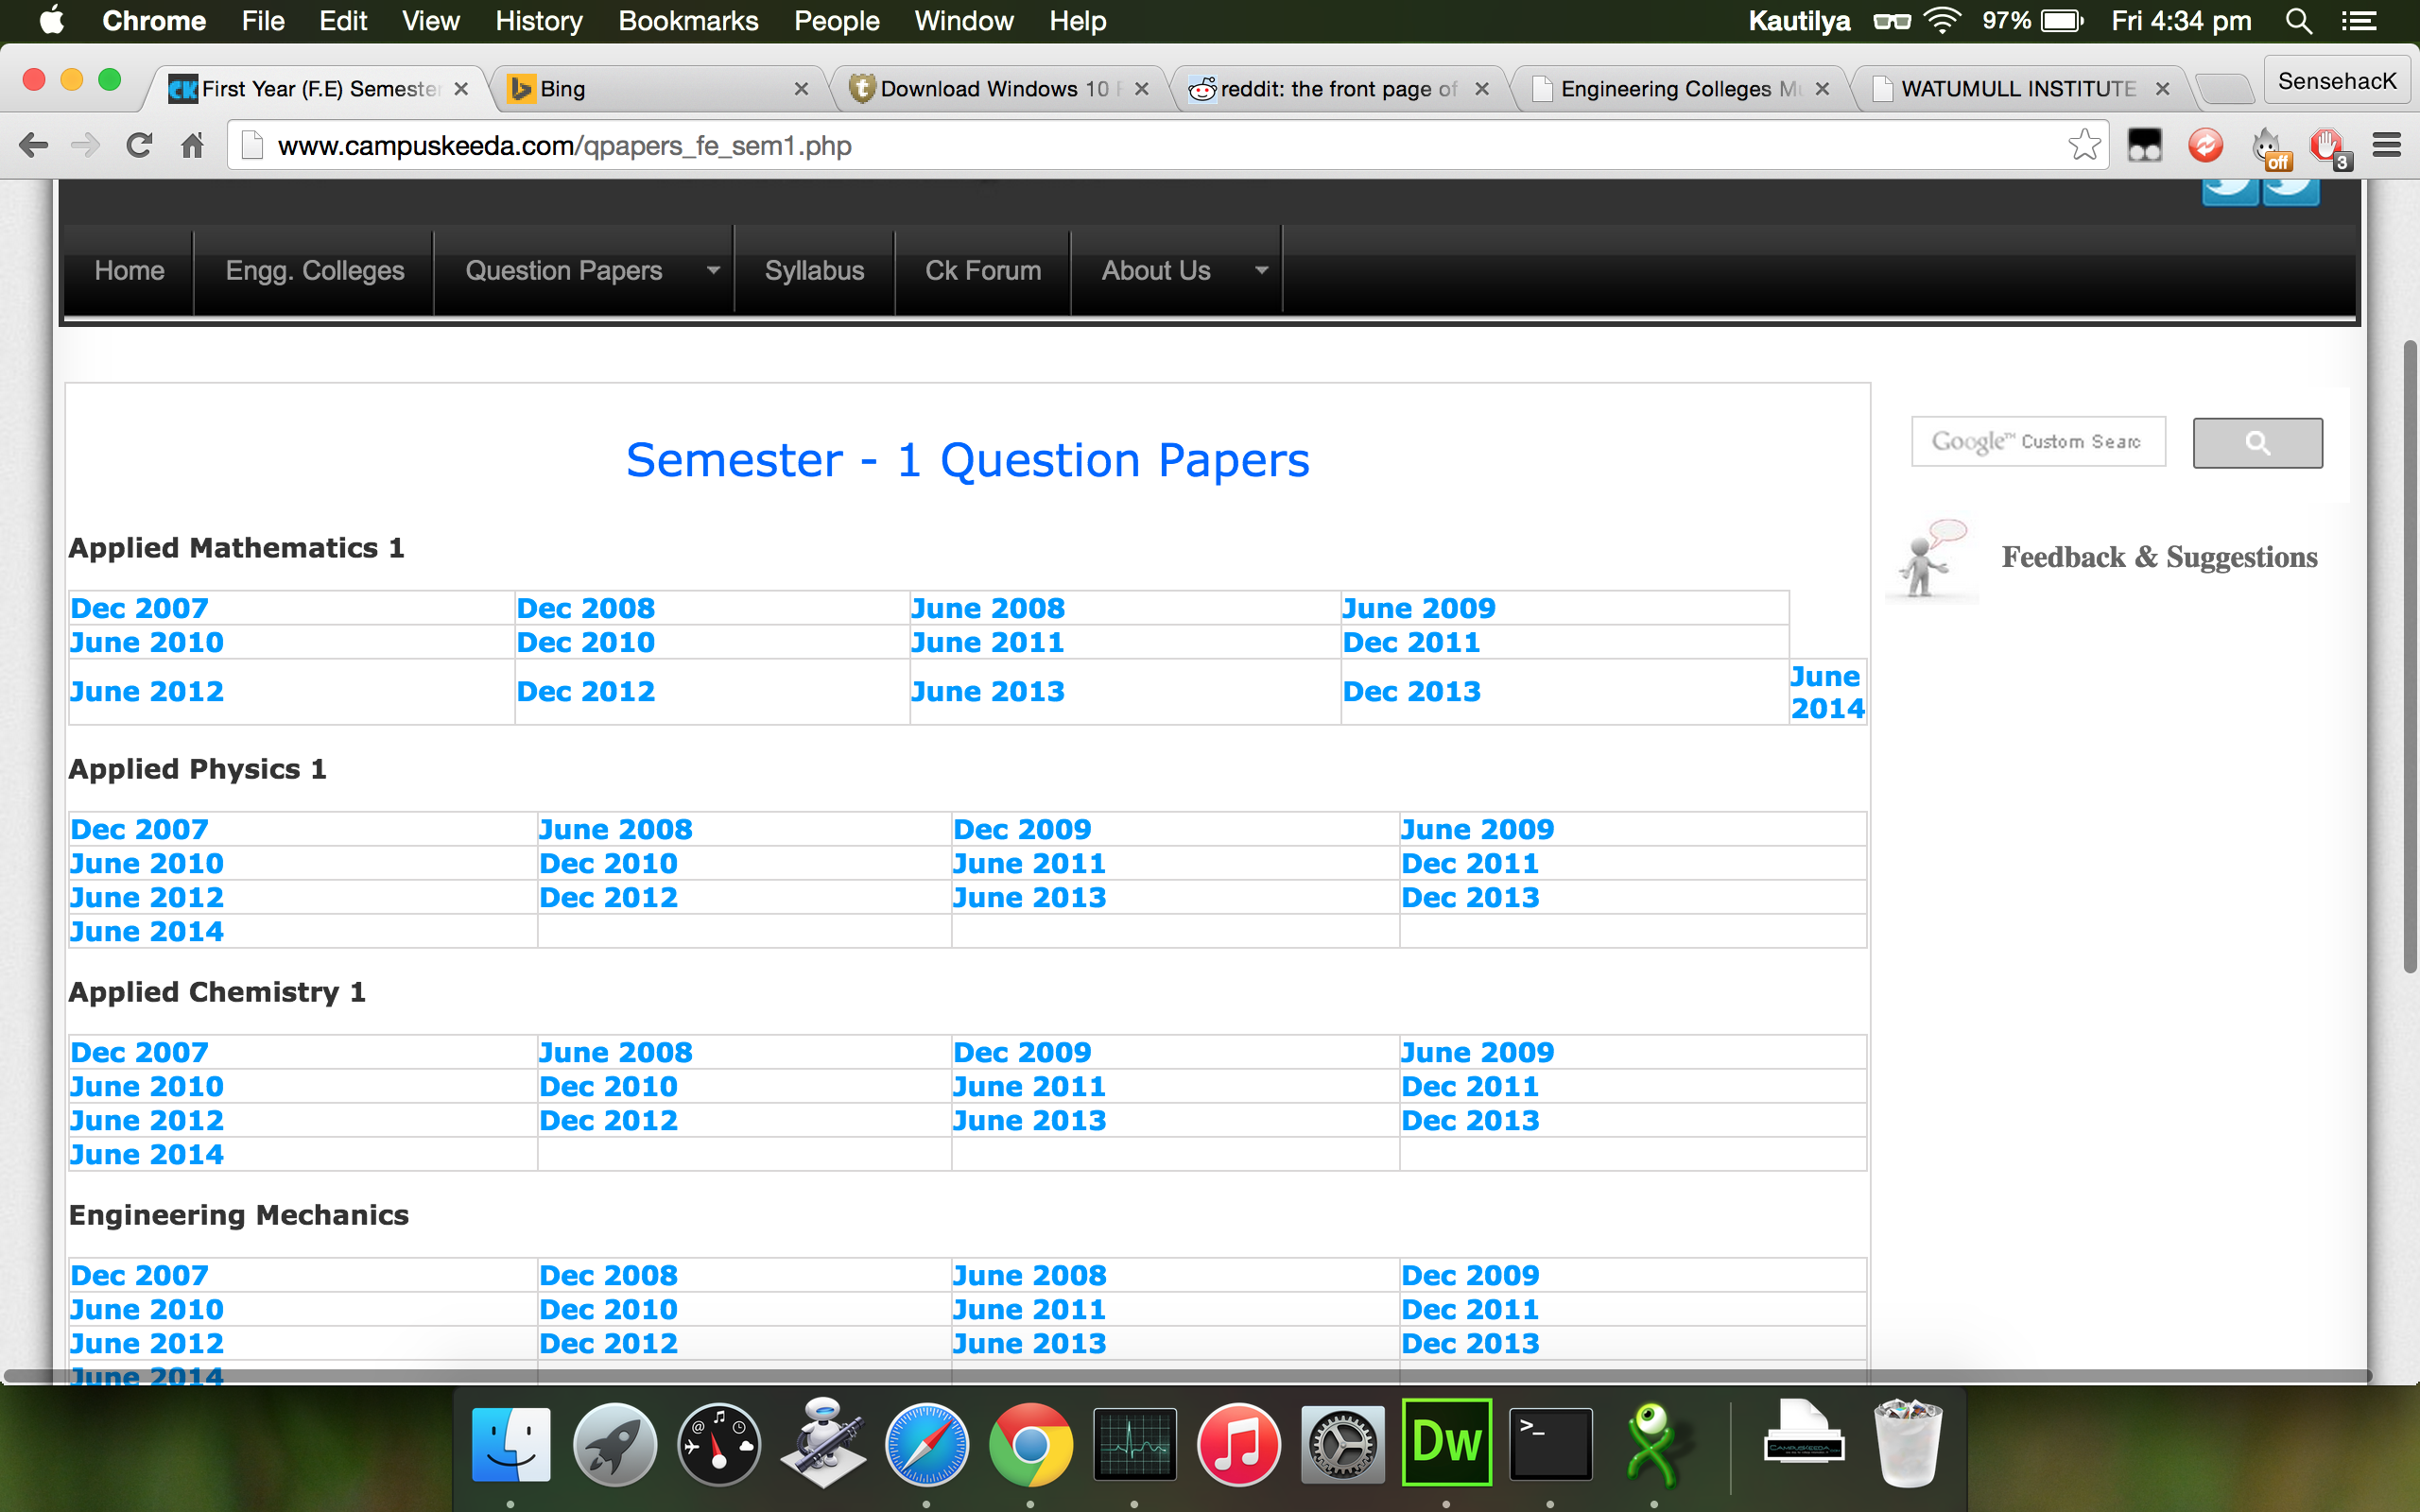 Chrome File Edit View History Bookmarks People Window Help Kautilya 97% Fri 4:34 pm
First Year (F.E) Semester Bing Download Windows 10 reddit: the front page of Engineering Colleges WATUMULL INSTITUTE SensehacK
www.campuskeeda.com/qpapers_fe_sem1.php off 3
Home Engg. Colleges Question Papers Syllabus Ck Forum About Us
Google™ Custom Searc
Semester - 1 Question Papers
Feedback & Suggestions
Applied Mathematics 1
Dec 2007 Dec 2008 June 2008 June 2009
June 2010 Dec 2010 June 2011 Dec 2011
June 2012 Dec 2012 June 2013 Dec 2013 June 2014
Applied Physics 1
Dec 2007 June 2008 Dec 2009 June 2009
June 2010 Dec 2010 June 2011 Dec 2011
June 2012 Dec 2012 June 2013 Dec 2013
June 2014
Applied Chemistry 1
Dec 2007 June 2008 Dec 2009 June 2009
June 2010 Dec 2010 June 2011 Dec 2011
June 2012 Dec 2012 June 2013 Dec 2013
June 2014
Engineering Mechanics
Dec 2007 Dec 2008 June 2008 Dec 2009
June 2010 Dec 2010 June 2011 Dec 2011
June 2012 Dec 2012 June 2013 Dec 2013
June 2014
Dw >_ CAMPUSKEEDA